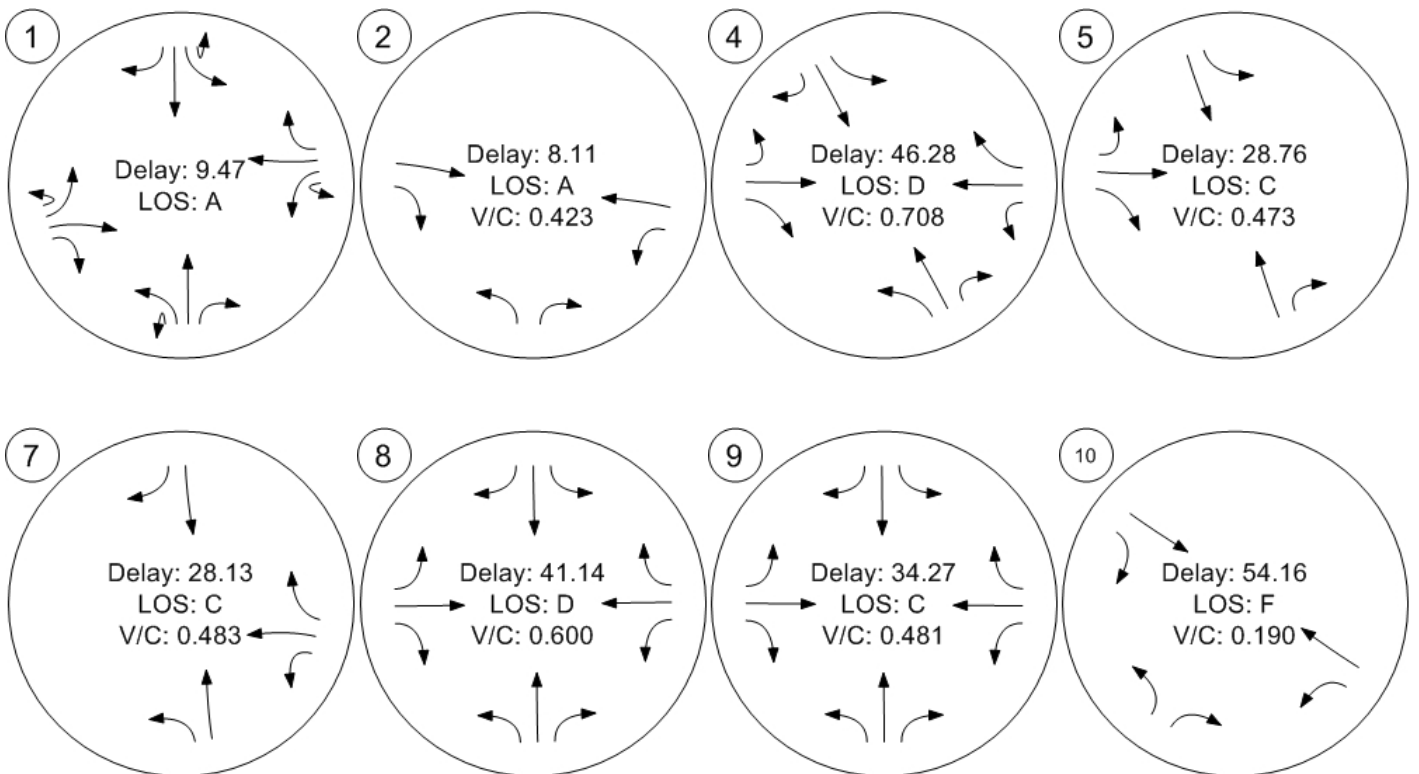 1
Delay: 9.47
LOS: A
2
Delay: 8.11
LOS: A
V/C: 0.423
4
Delay: 46.28
LOS: D
V/C: 0.708
5
Delay: 28.76
LOS: C
V/C: 0.473
7
Delay: 28.13
LOS: C
V/C: 0.483
8
Delay: 41.14
LOS: D
V/C: 0.600
9
Delay: 34.27
LOS: C
V/C: 0.481
10
Delay: 54.16
LOS: F
V/C: 0.190